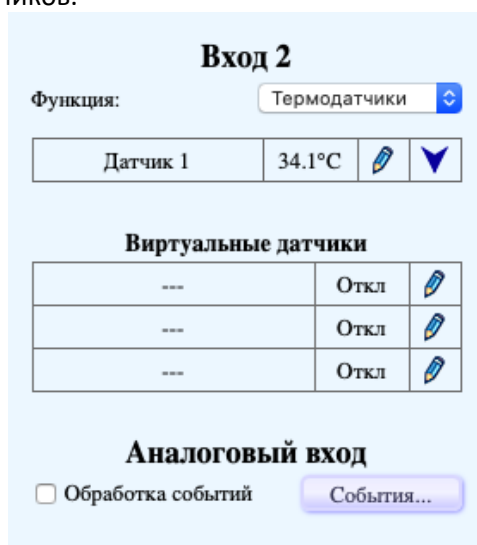 Вход 2
Функция: Термодатчики
Датчик 1 34.1°C
Виртуальные датчики
--- Откл
--- Откл
--- Откл
Аналоговый вход
Обработка событий События...